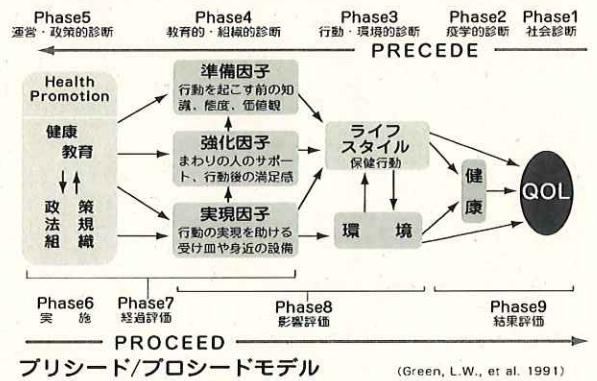 Phase5 Phase4 Phase3 Phase2 Phase1
運営・政策的診断 教育的・組織的診断 行動・環境的診断 疫学的診断 社会診断
PRECEDE
Health
Promotion
健康
教育
政策
法規
組織
準備因子
行動を起こす前の知
識、態度、価値観
強化因子
まわりの人のサポー
ト、行動後の満足感
実現因子
行動の実現を助ける
受け皿や身近の設備
ライフ
スタイル
保健行動
環境
健
康
QOL
Phase6 Phase7 Phase8 Phase9
実施 経過評価 影響評価 結果評価
PROCEED
プリシード/プロシードモデル
(Green, L.W., et al. 1991)